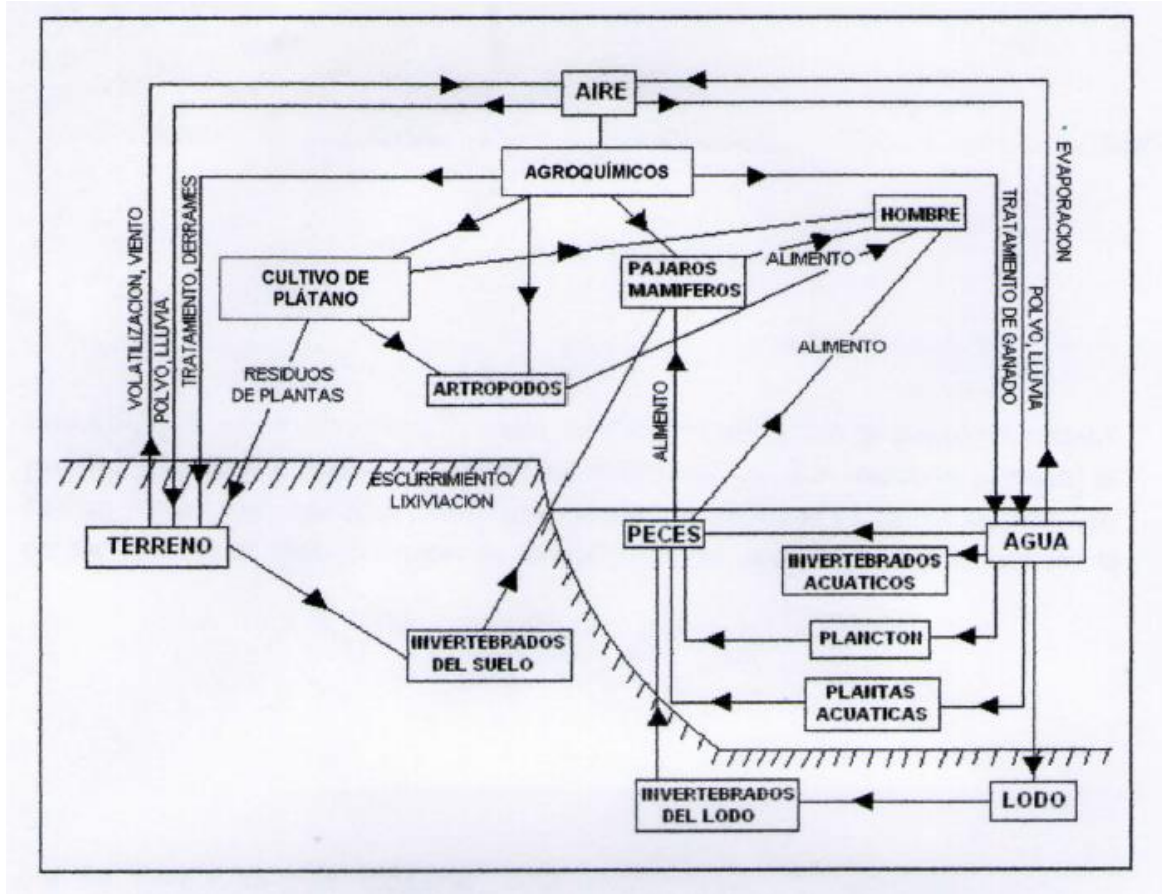 AIRE
AGROQUÍMICOS
HOMBRE
CULTIVO DE
PLÁTANO
PAJAROS
MAMIFEROS
ALIMENTO
ALIMENTO
ARTROPODOS
RESIDUOS
DE PLANTAS
ALIMENTO
VOLATILIZACION, VIENTO
POLVO, LLUVIA
TRATAMIENTO, DERRAMES
TRATAMIENTO DE GANADO
POLVO, LLUVIA
EVAPORACION
ESCURRIMIENTO/
LIXIVIACION
TERRENO
PECES
AGUA
INVERTEBRADOS
ACUATICOS
INVERTEBRADOS
DEL SUELO
PLANCTON
PLANTAS
ACUATICAS
INVERTEBRADOS
DEL LODO
LODO